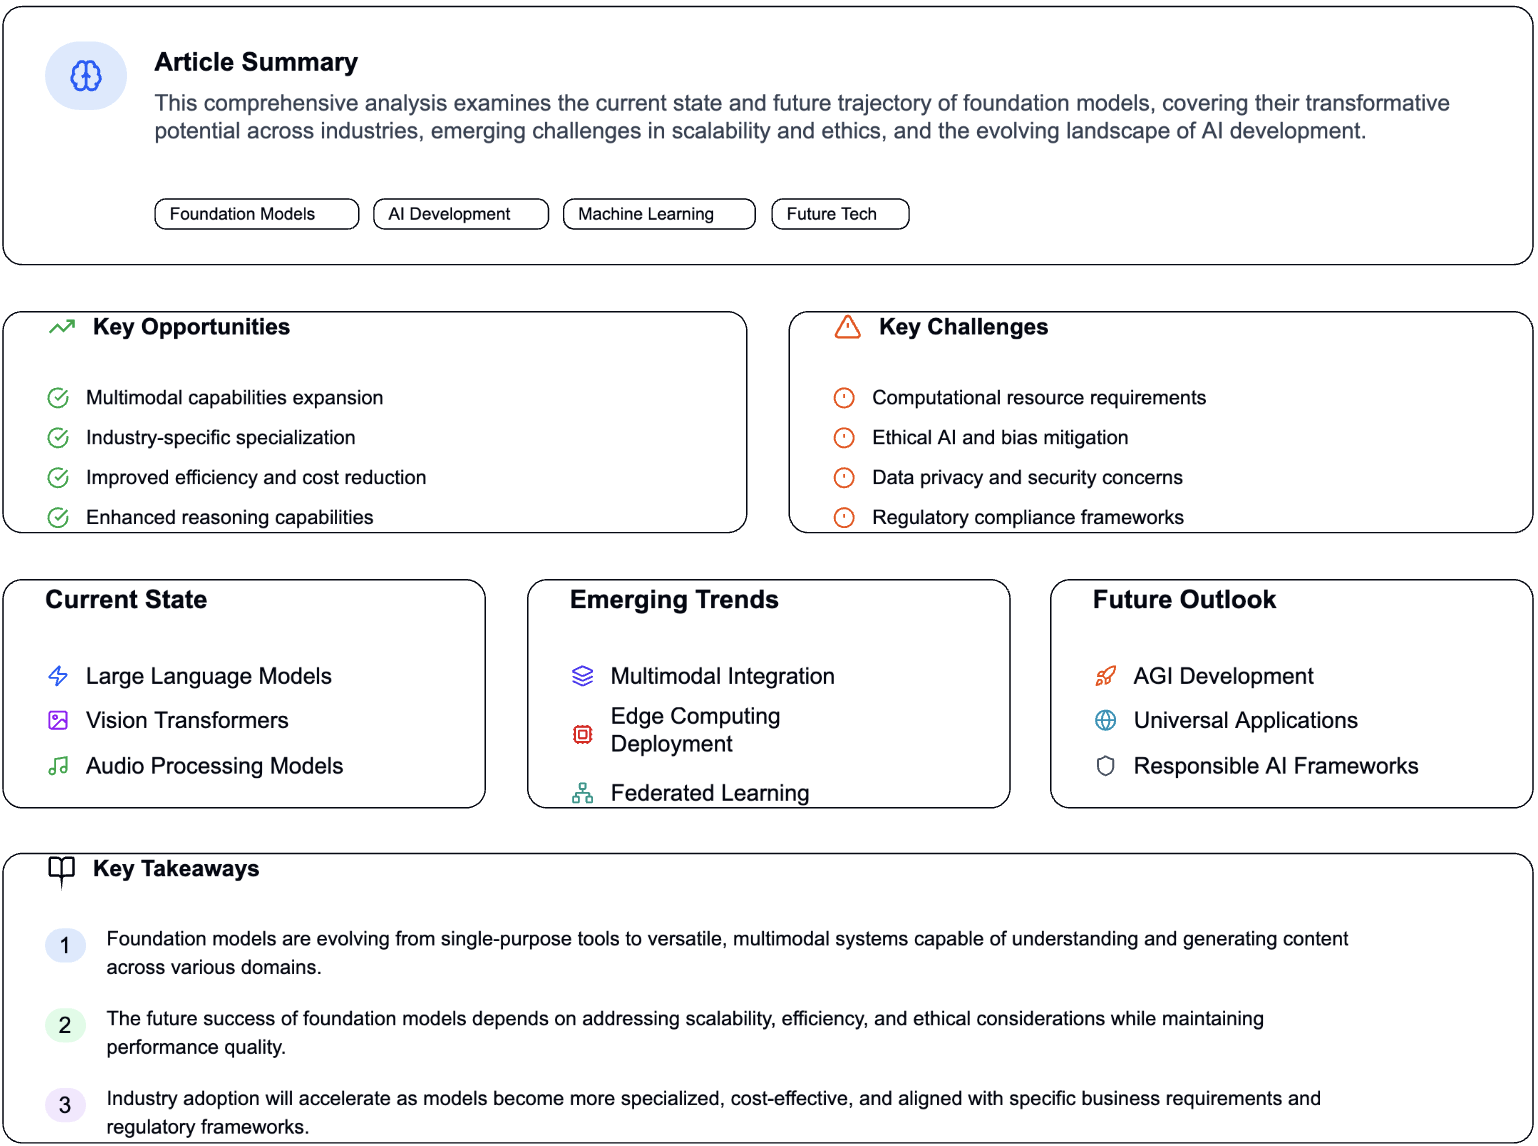 Article Summary
This comprehensive analysis examines the current state and future trajectory of foundation models, covering their transformative
potential across industries, emerging challenges in scalability and ethics, and the evolving landscape of AI development.
Foundation Models
AI Development
Machine Learning
Future Tech
Key Opportunities
Multimodal capabilities expansion
Industry-specific specialization
Improved efficiency and cost reduction
Enhanced reasoning capabilities
Key Challenges
Computational resource requirements
Ethical AI and bias mitigation
Data privacy and security concerns
Regulatory compliance frameworks
Current State
Large Language Models
Vision Transformers
Audio Processing Models
Emerging Trends
Multimodal Integration
Edge Computing
Deployment
Federated Learning
Future Outlook
AGI Development
Universal Applications
Responsible AI Frameworks
Key Takeaways
1
Foundation models are evolving from single-purpose tools to versatile, multimodal systems capable of understanding and generating content
across various domains.
2
The future success of foundation models depends on addressing scalability, efficiency, and ethical considerations while maintaining
performance quality.
3
Industry adoption will accelerate as models become more specialized, cost-effective, and aligned with specific business requirements and
regulatory frameworks.